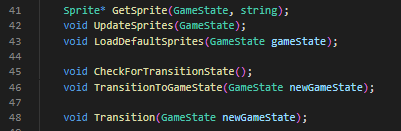 41 Sprite* GetSprite(GameState, string);
42 void UpdateSprites(GameState);
43 void LoadDefaultSprites(GameState gameState);
44
45 void CheckForTransitionState();
46 void TransitionToGameState(GameState newGameState);
47
48 void Transition(GameState newGameState);